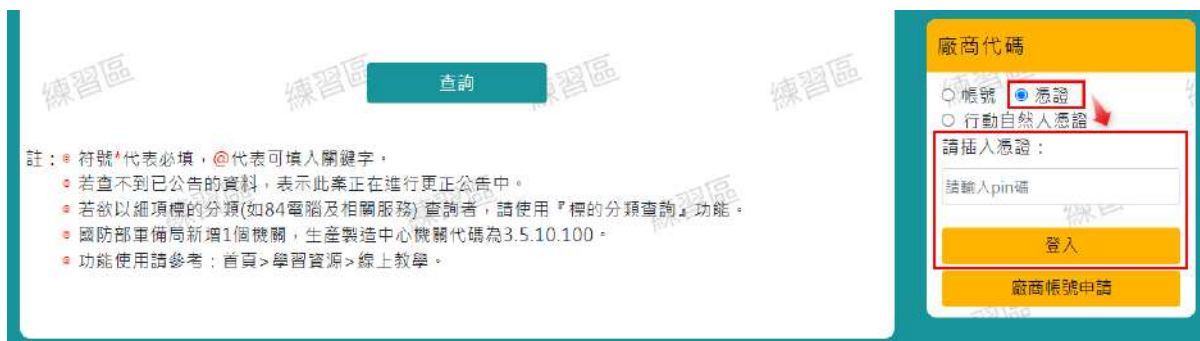 查詢
註：符號*代表必填，@代表可填入關鍵字。
若查不到已公告的資料，表示此案正在進行更正公告中。
若欲以細項標的分類(如84電腦及相關服務) 查詢者，請使用『標的分類查詢』功能。
國防部軍備局新增1個機關，生產製造中心機關代碼為3.5.10.100。
功能使用請參考：首頁>學習資源>線上教學。
練習區
練習區
練習區
練習區
練習區
練習區
廠商代碼
帳號 憑證
行動自然人憑證
請插入憑證：
請輸入pin碼
登入
廠商帳號申請